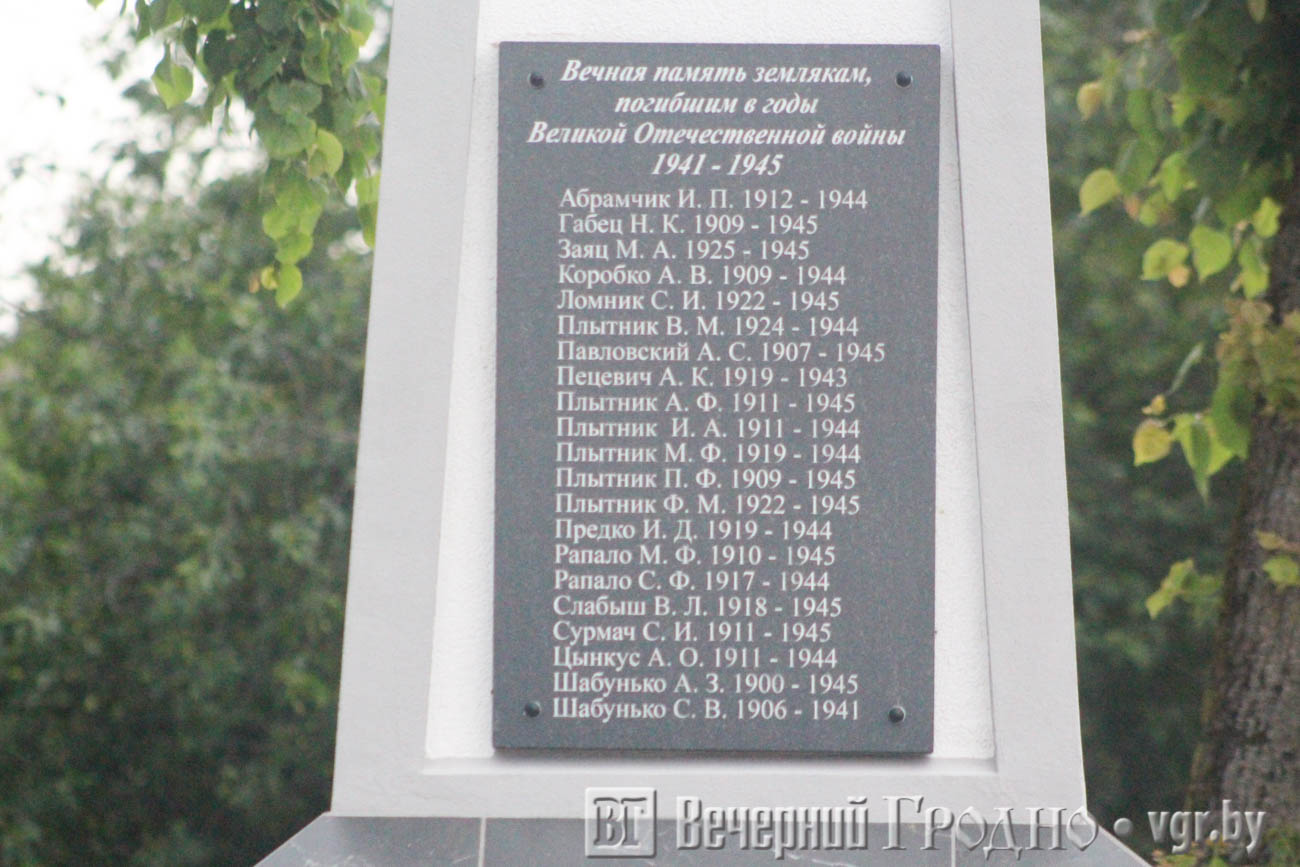 Вечная память землякам,
погибшим в годы
Великой Отечественной войны
1941 - 1945
Абрамчик И. П. 1912 - 1944
Габец Н. К. 1909 - 1945
Заяц М. А. 1925 - 1945
Коробко А. В. 1909 - 1944
Ломник С. И. 1922 - 1945
Плытник В. М. 1924 - 1944
Павловский А. С. 1907 - 1945
Пецевич А. К. 1919 - 1943
Плытник А. Ф. 1911 - 1945
Плытник И. А. 1911 - 1944
Плытник М. Ф. 1919 - 1944
Плытник П. Ф. 1909 - 1945
Плытник Ф. М. 1922 - 1945
Предко И. Д. 1919 - 1944
Рапало М. Ф. 1910 - 1945
Рапало С. Ф. 1917 - 1944
Слабыш В. Л. 1918 - 1945
Сурмач С. И. 1911 - 1945
Цынкус А. О. 1911 - 1944
Шабунько А. З. 1900 - 1945
Шабунько С. В. 1906 - 1941
ВГ Вечерний Гродно • vgr.by